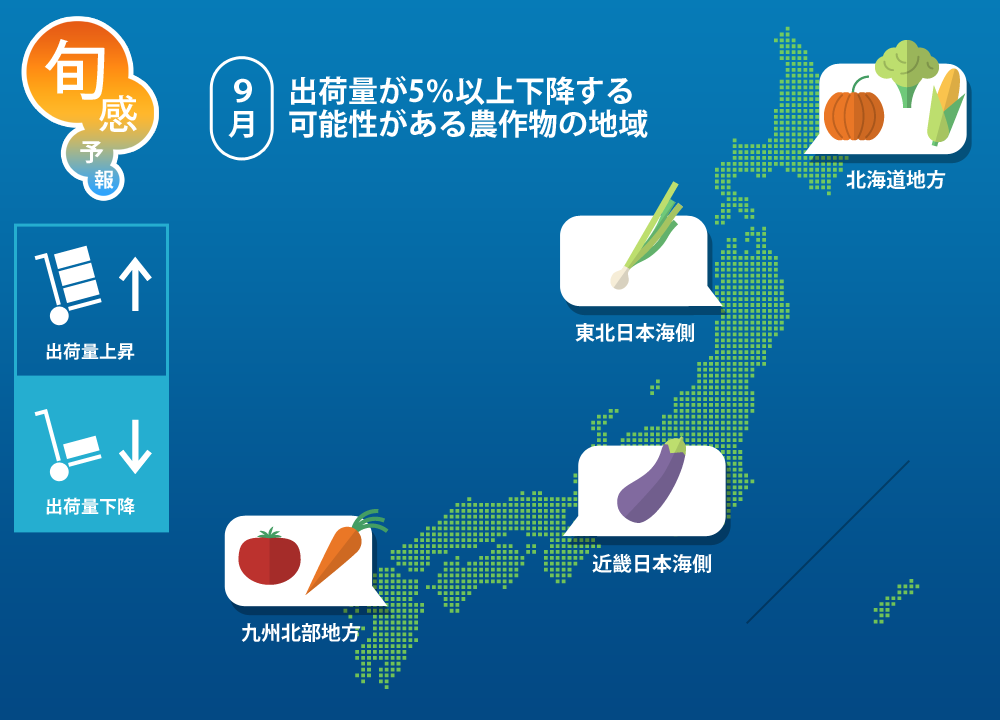 旬
感
予
報
9
月
出荷量が5%以上下降する
可能性がある農作物の地域
北海道地方
出荷量上昇
東北日本海側
出荷量下降
近畿日本海側
九州北部地方